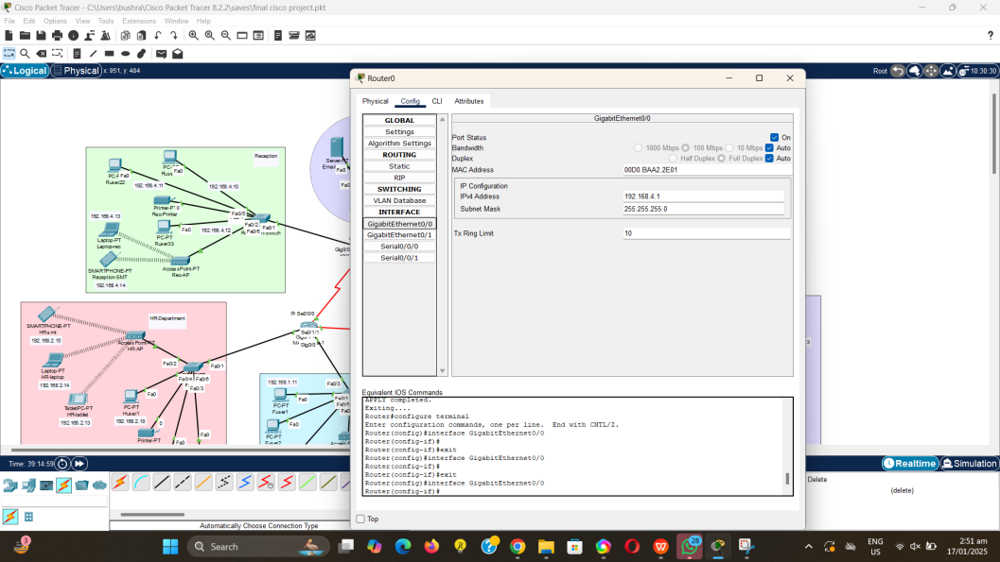 Cisco Packet Tracer - C:\Users\bushra\Cisco Packet Tracer 8.2.2\saves\final cisco project.pkt
File Edit Options View Tools Extensions Window Help
Logical Physical x: 951, y: 484
Root 10:30:30
Router0
Physical Config CLI Attributes
GLOBAL
Settings
Algorithm Settings
ROUTING
Static
RIP
SWITCHING
VLAN Database
INTERFACE
GigabitEthernet0/0
GigabitEthernet0/1
Serial0/0/0
Serial0/0/1
GigabitEthernet0/0
Port Status On
Bandwidth 1000 Mbps 100 Mbps 10 Mbps Auto
Duplex Half Duplex Full Duplex Auto
MAC Address 00D0.BAA2.2E01
IP Configuration
IPv4 Address 192.168.4.1
Subnet Mask 255.255.255.0
Tx Ring Limit 10
Equivalent IOS Commands
APPLY completed.
Exiting....
Router#configure terminal
Enter configuration commands, one per line. End with CNTL/Z.
Router(config)#interface GigabitEthernet0/0
Router(config-if)#
Router(config-if)#exit
Router(config)#interface GigabitEthernet0/0
Router(config-if)#
Router(config-if)#exit
Router(config)#interface GigabitEthernet0/0
Router(config-if)#
Top
Reception
Fa0
Ruser22
192.168.4.11
Fa0
192.168.4.10
Printer-PT
Rec-Printer
192.168.4.13
Laptop-PT
Laptop-rec
PC-PT
Ruser33
Fa0
192.168.4.12
Fa0/2
Fa0/1
SMARTPHONE-PT
Reception-SMT
192.168.4.14
AccessPoint-PT
Rec-AP
Server-PT
Email
Fa0
HR-Department
SMARTPHONE-PT
192.168.2.15
HR-AP
Laptop-PT
HR-laptop
192.168.2.14
TabletPC-PT
HR-tablet
192.168.2.13
Fa0/2
Fa0/1
Fa0/3
Fa0
PC-PT
Huser1
192.168.2.10
Printer-PT
Fa0
Fa0
Se0/0/0
Se0/1/1
Gig0/0
192.168.1.11
Fa0/3
Fa0
PC-PT
Fuser1
Fa0
PC-PT
Fuser2
Time: 39:14:59
Realtime Simulation
Automatically Choose Connection Type
Delete
(delete)
3
Search
28
ENG
US
2:51 am
17/01/2025